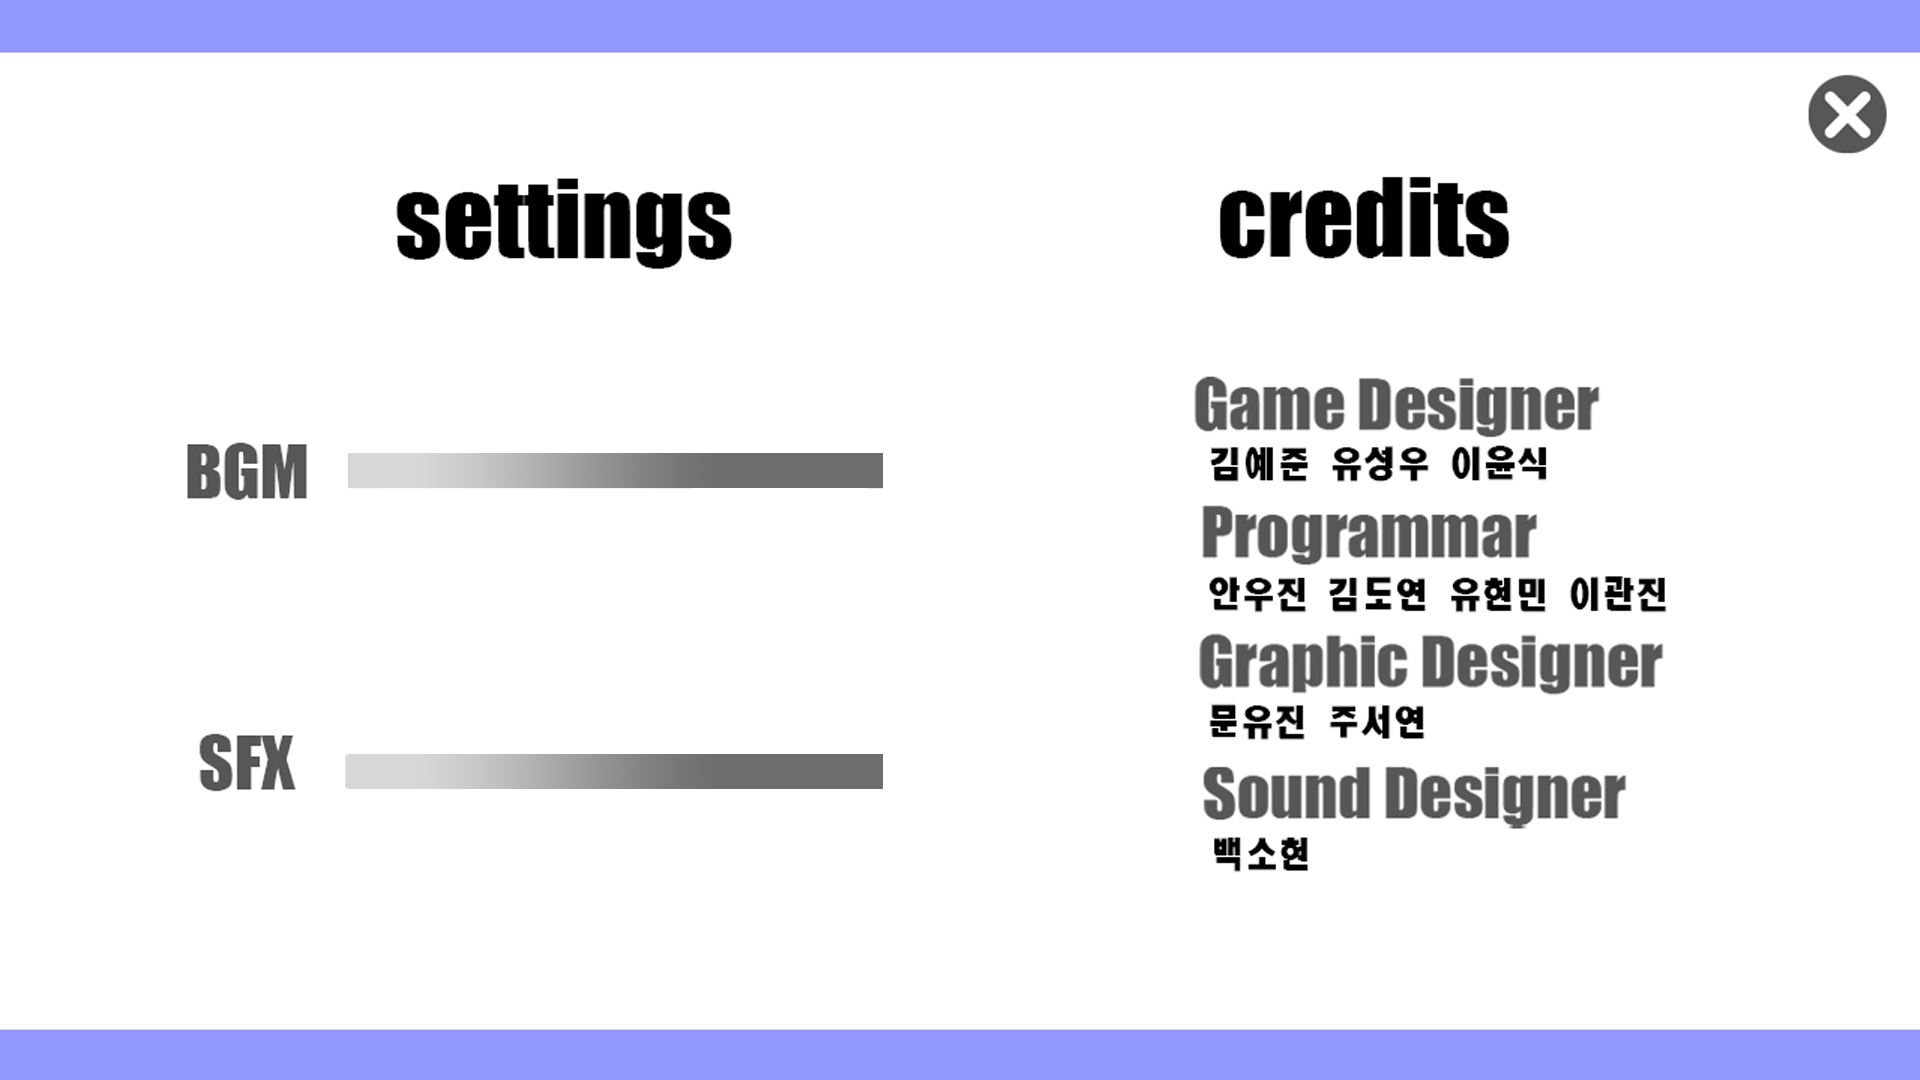 settings
BGM
SFX
credits
Game Designer
김예준 유성우 이윤식
Programmar
안우진 김도연 유현민 이관진
Graphic Designer
문유진 주서연
Sound Designer
백소현